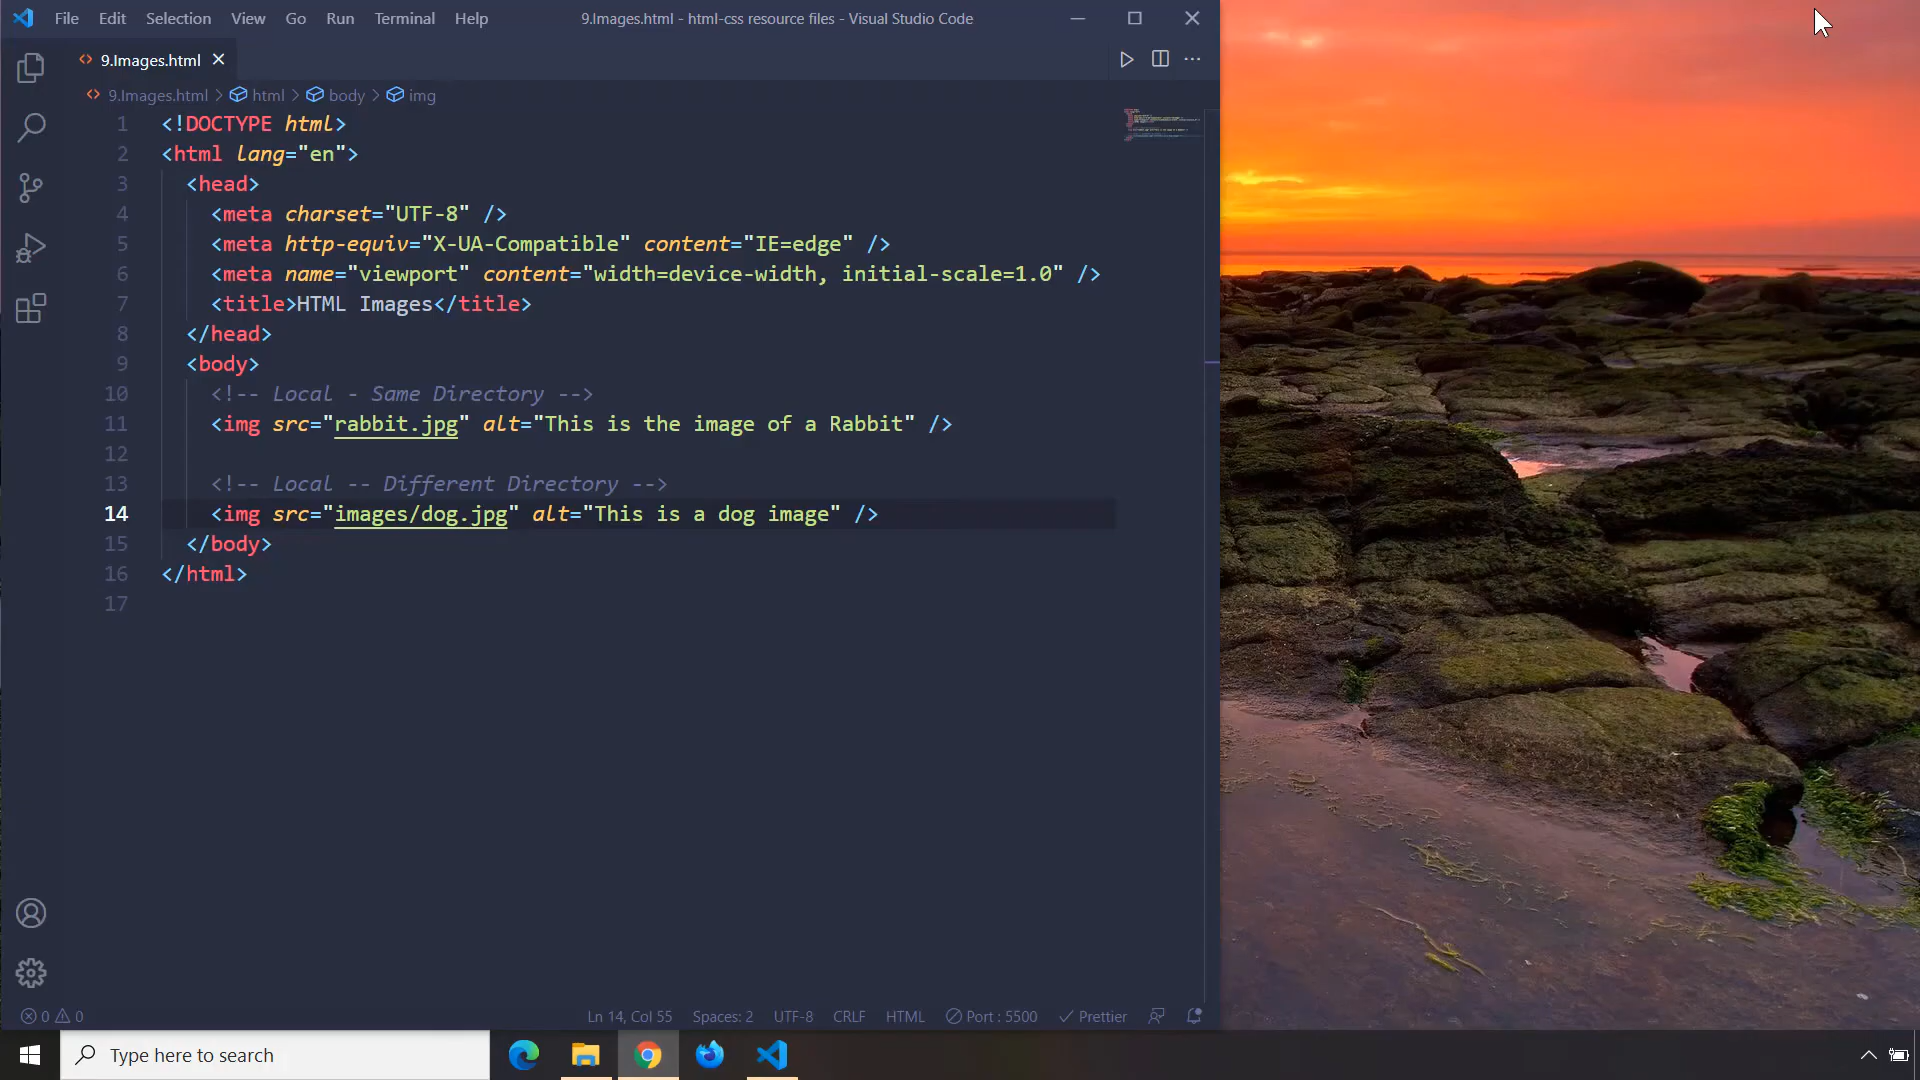 File Edit Selection View Go Run Terminal Help 9.Images.html - html-css resource files - Visual Studio Code
9.Images.html
9.Images.html > html > body > img
1 <!DOCTYPE html>
2 <html lang="en">
3 <head>
4 <meta charset="UTF-8" />
5 <meta http-equiv="X-UA-Compatible" content="IE=edge" />
6 <meta name="viewport" content="width=device-width, initial-scale=1.0" />
7 <title>HTML Images</title>
8 </head>
9 <body>
10 <!-- Local - Same Directory -->
11 <img src="rabbit.jpg" alt="This is the image of a Rabbit" />
12
13 <!-- Local -- Different Directory -->
14 <img src="images/dog.jpg" alt="This is a dog image" />
15 </body>
16 </html>
17
0 0 Ln 14, Col 55 Spaces: 2 UTF-8 CRLF HTML Port : 5500 Prettier
Type here to search